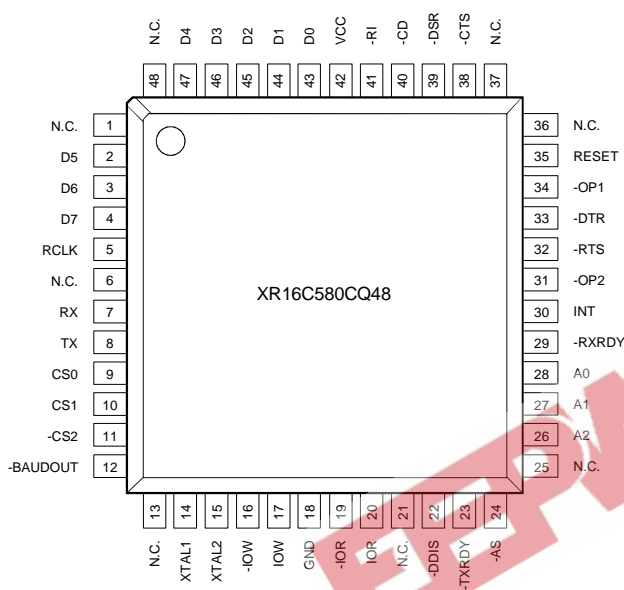 N.C. D4 D3 D2 D1 D0 VCC -RI -CD -DSR -CTS N.C.
48 47 46 45 44 43 42 41 40 39 38 37
N.C. 1 36 N.C.
D5 2 35 RESET
D6 3 34 -OP1
D7 4 33 -DTR
RCLK 5 32 -RTS
N.C. 6 31 -OP2
XR16C580CQ48
RX 7 30 INT
TX 8 29 -RXRDY
CS0 9 28 A0
CS1 10 27 A1
-CS2 11 26 A2
-BAUDOUT 12 25 N.C.
13 14 15 16 17 18 19 20 21 22 23 24
N.C. XTAL1 XTAL2 -IOW IOW GND -IOR IOR N.C. -DDIS -TXRDY -AS